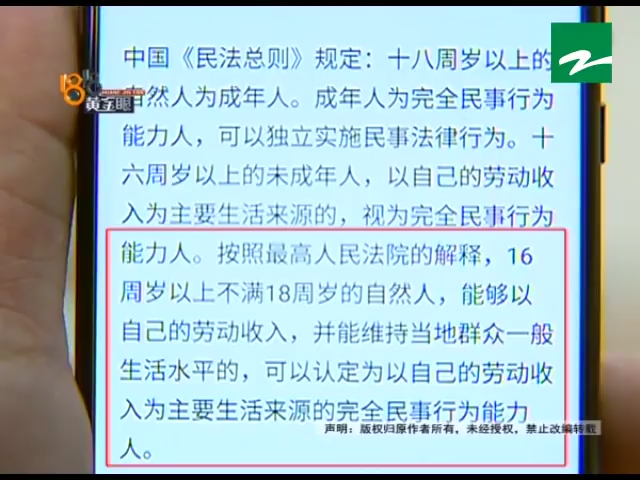 中国《民法总则》规定：十八周岁以上的
自然人为成年人。成年人为完全民事行为
能力人，可以独立实施民事法律行为。十
六周岁以上的未成年人，以自己的劳动收
入为主要生活来源的，视为完全民事行为
能力人。按照最高人民法院的解释，16
周岁以上不满18周岁的自然人，能够以
自己的劳动收入，并能维持当地群众一般
生活水平的，可以认定为以自己的劳动收
入为主要生活来源的完全民事行为能力
人。
黄金眼
声明：版权归原作者所有，未经授权，禁止改编转载